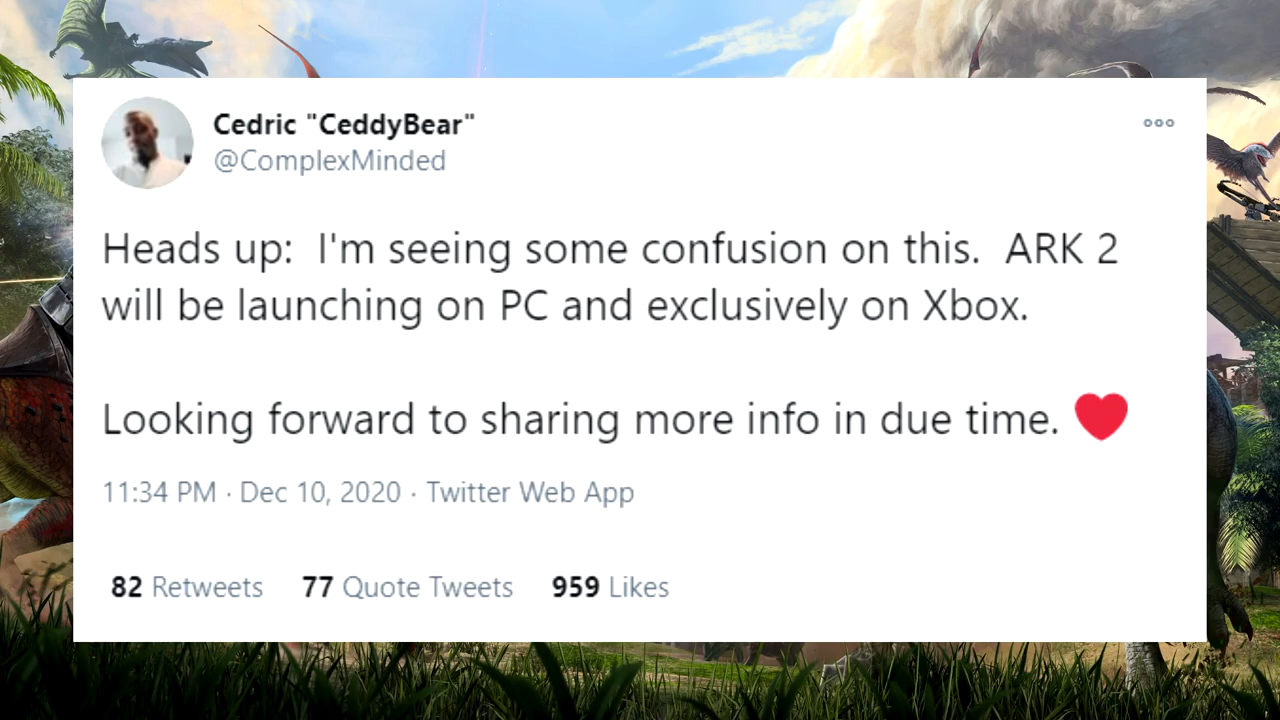 Cedric "CeddyBear"
@ComplexMinded
Heads up:  I'm seeing some confusion on this.  ARK 2
will be launching on PC and exclusively on Xbox.
Looking forward to sharing more info in due time. ❤️
11:34 PM · Dec 10, 2020 · Twitter Web App
82 Retweets 77 Quote Tweets 959 Likes